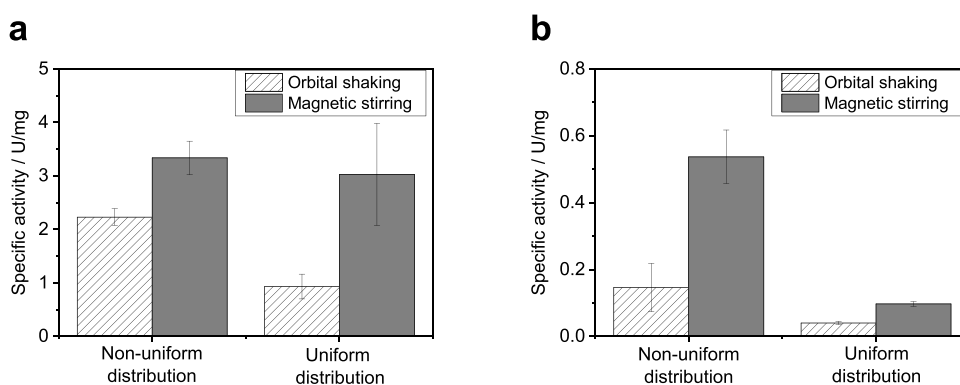 a
5
4
3
2
1
0
Specific activity / U/mg
Orbital shaking
Magnetic stirring
Non-uniform
distribution
Uniform
distribution
b
0.8
0.6
0.4
0.2
0.0
Specific activity / U/mg
Orbital shaking
Magnetic stirring
Non-uniform
distribution
Uniform
distribution